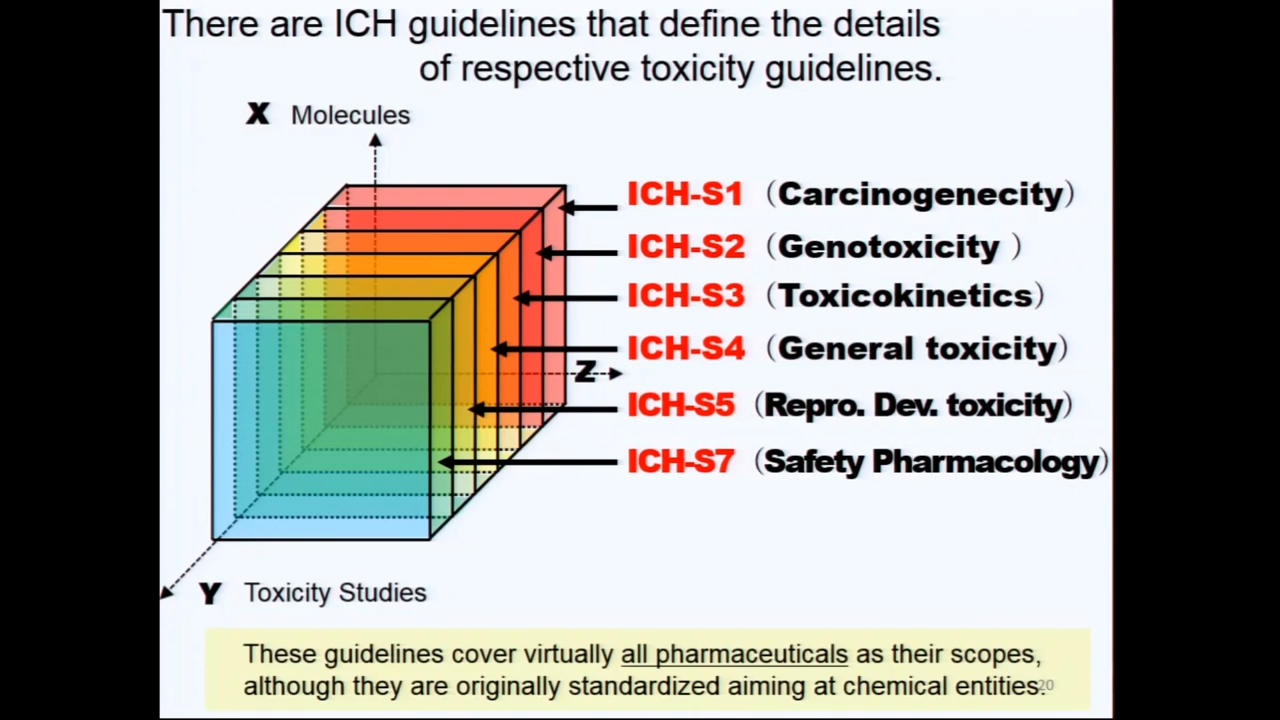 There are ICH guidelines that define the details
of respective toxicity guidelines.
X Molecules
ICH-S1 （Carcinogenecity）
ICH-S2 （Genotoxicity ）
ICH-S3 （Toxicokinetics）
ICH-S4 （General toxicity）
Z
ICH-S5 （Repro. Dev. toxicity）
ICH-S7 （Safety Pharmacology）
Y Toxicity Studies
These guidelines cover virtually all pharmaceuticals as their scopes,
although they are originally standardized aiming at chemical entities.
20